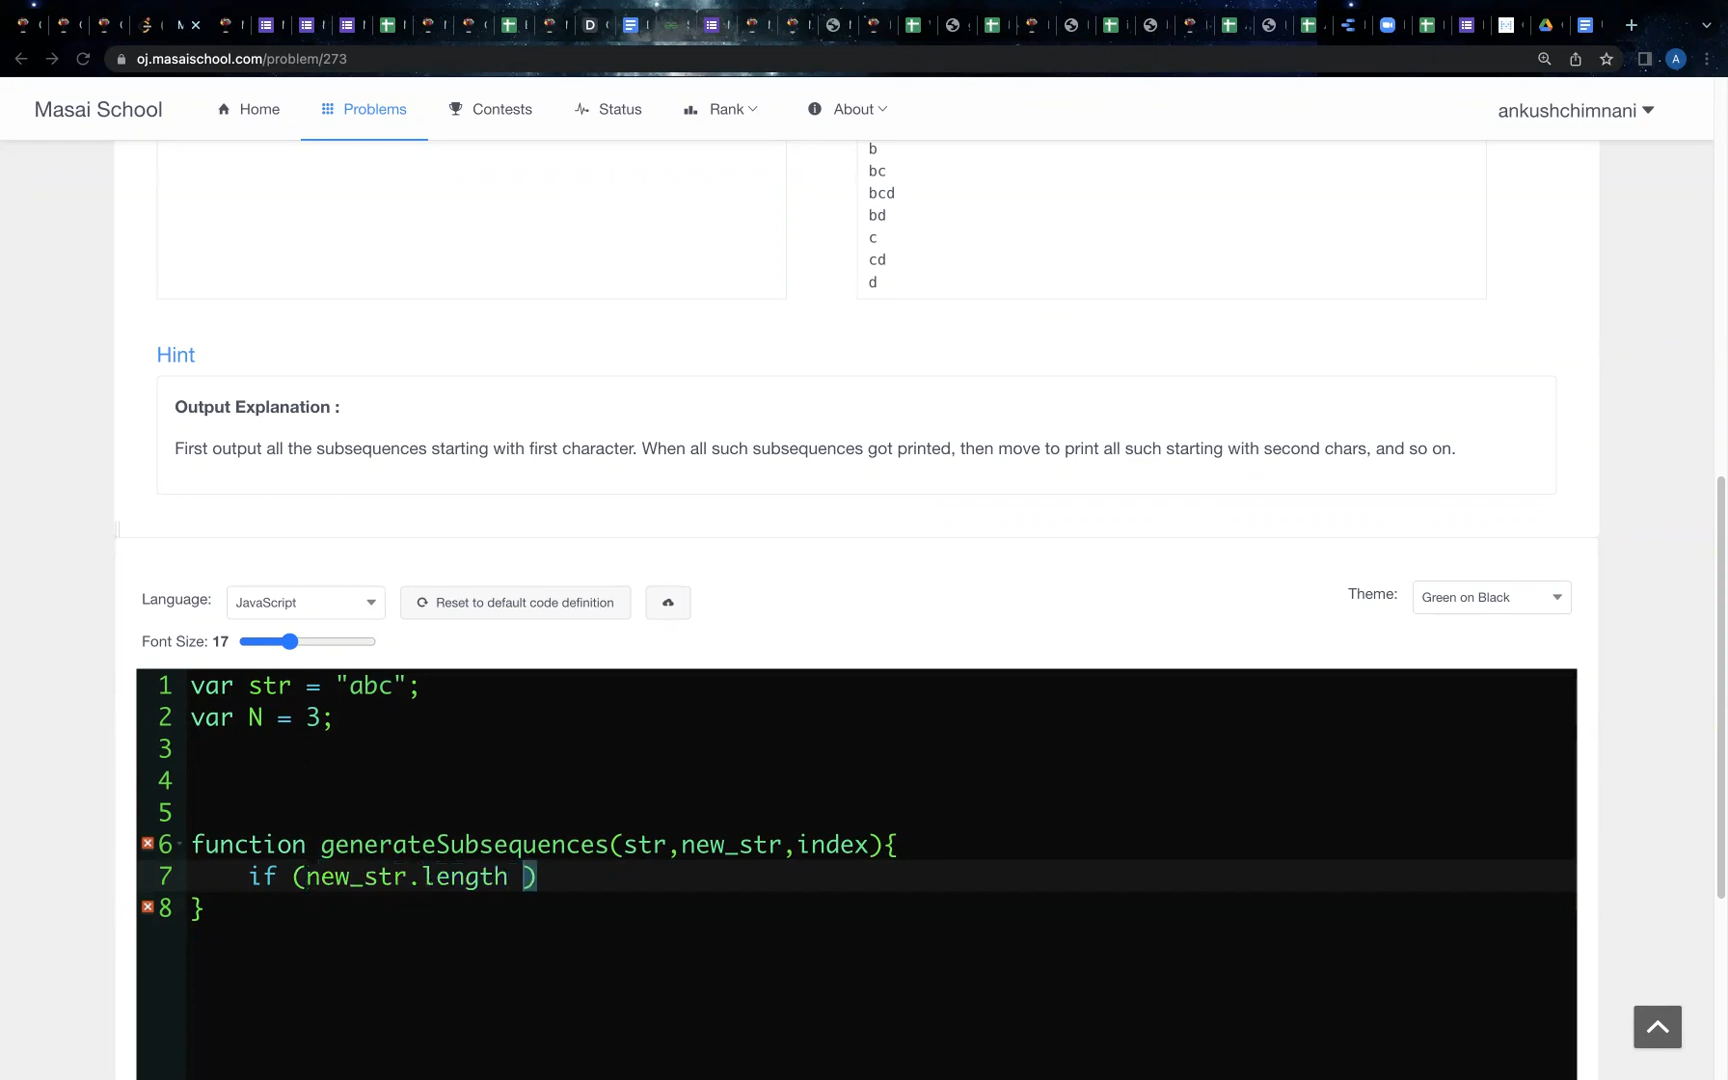 oj.masaischool.com/problem/273
A
Masai School
Home
Problems
Contests
Status
Rank
About
ankushchimnani
b
bc
bcd
bd
c
cd
d
Hint
Output Explanation :
First output all the subsequences starting with first character. When all such subsequences got printed, then move to print all such starting with second chars, and so on.
Language:
JavaScript
Reset to default code definition
Theme:
Green on Black
Font Size: 17
1 var str = "abc";
2 var N = 3;
3
4
5
6 function generateSubsequences(str,new_str,index){
7 if (new_str.length )
8 }